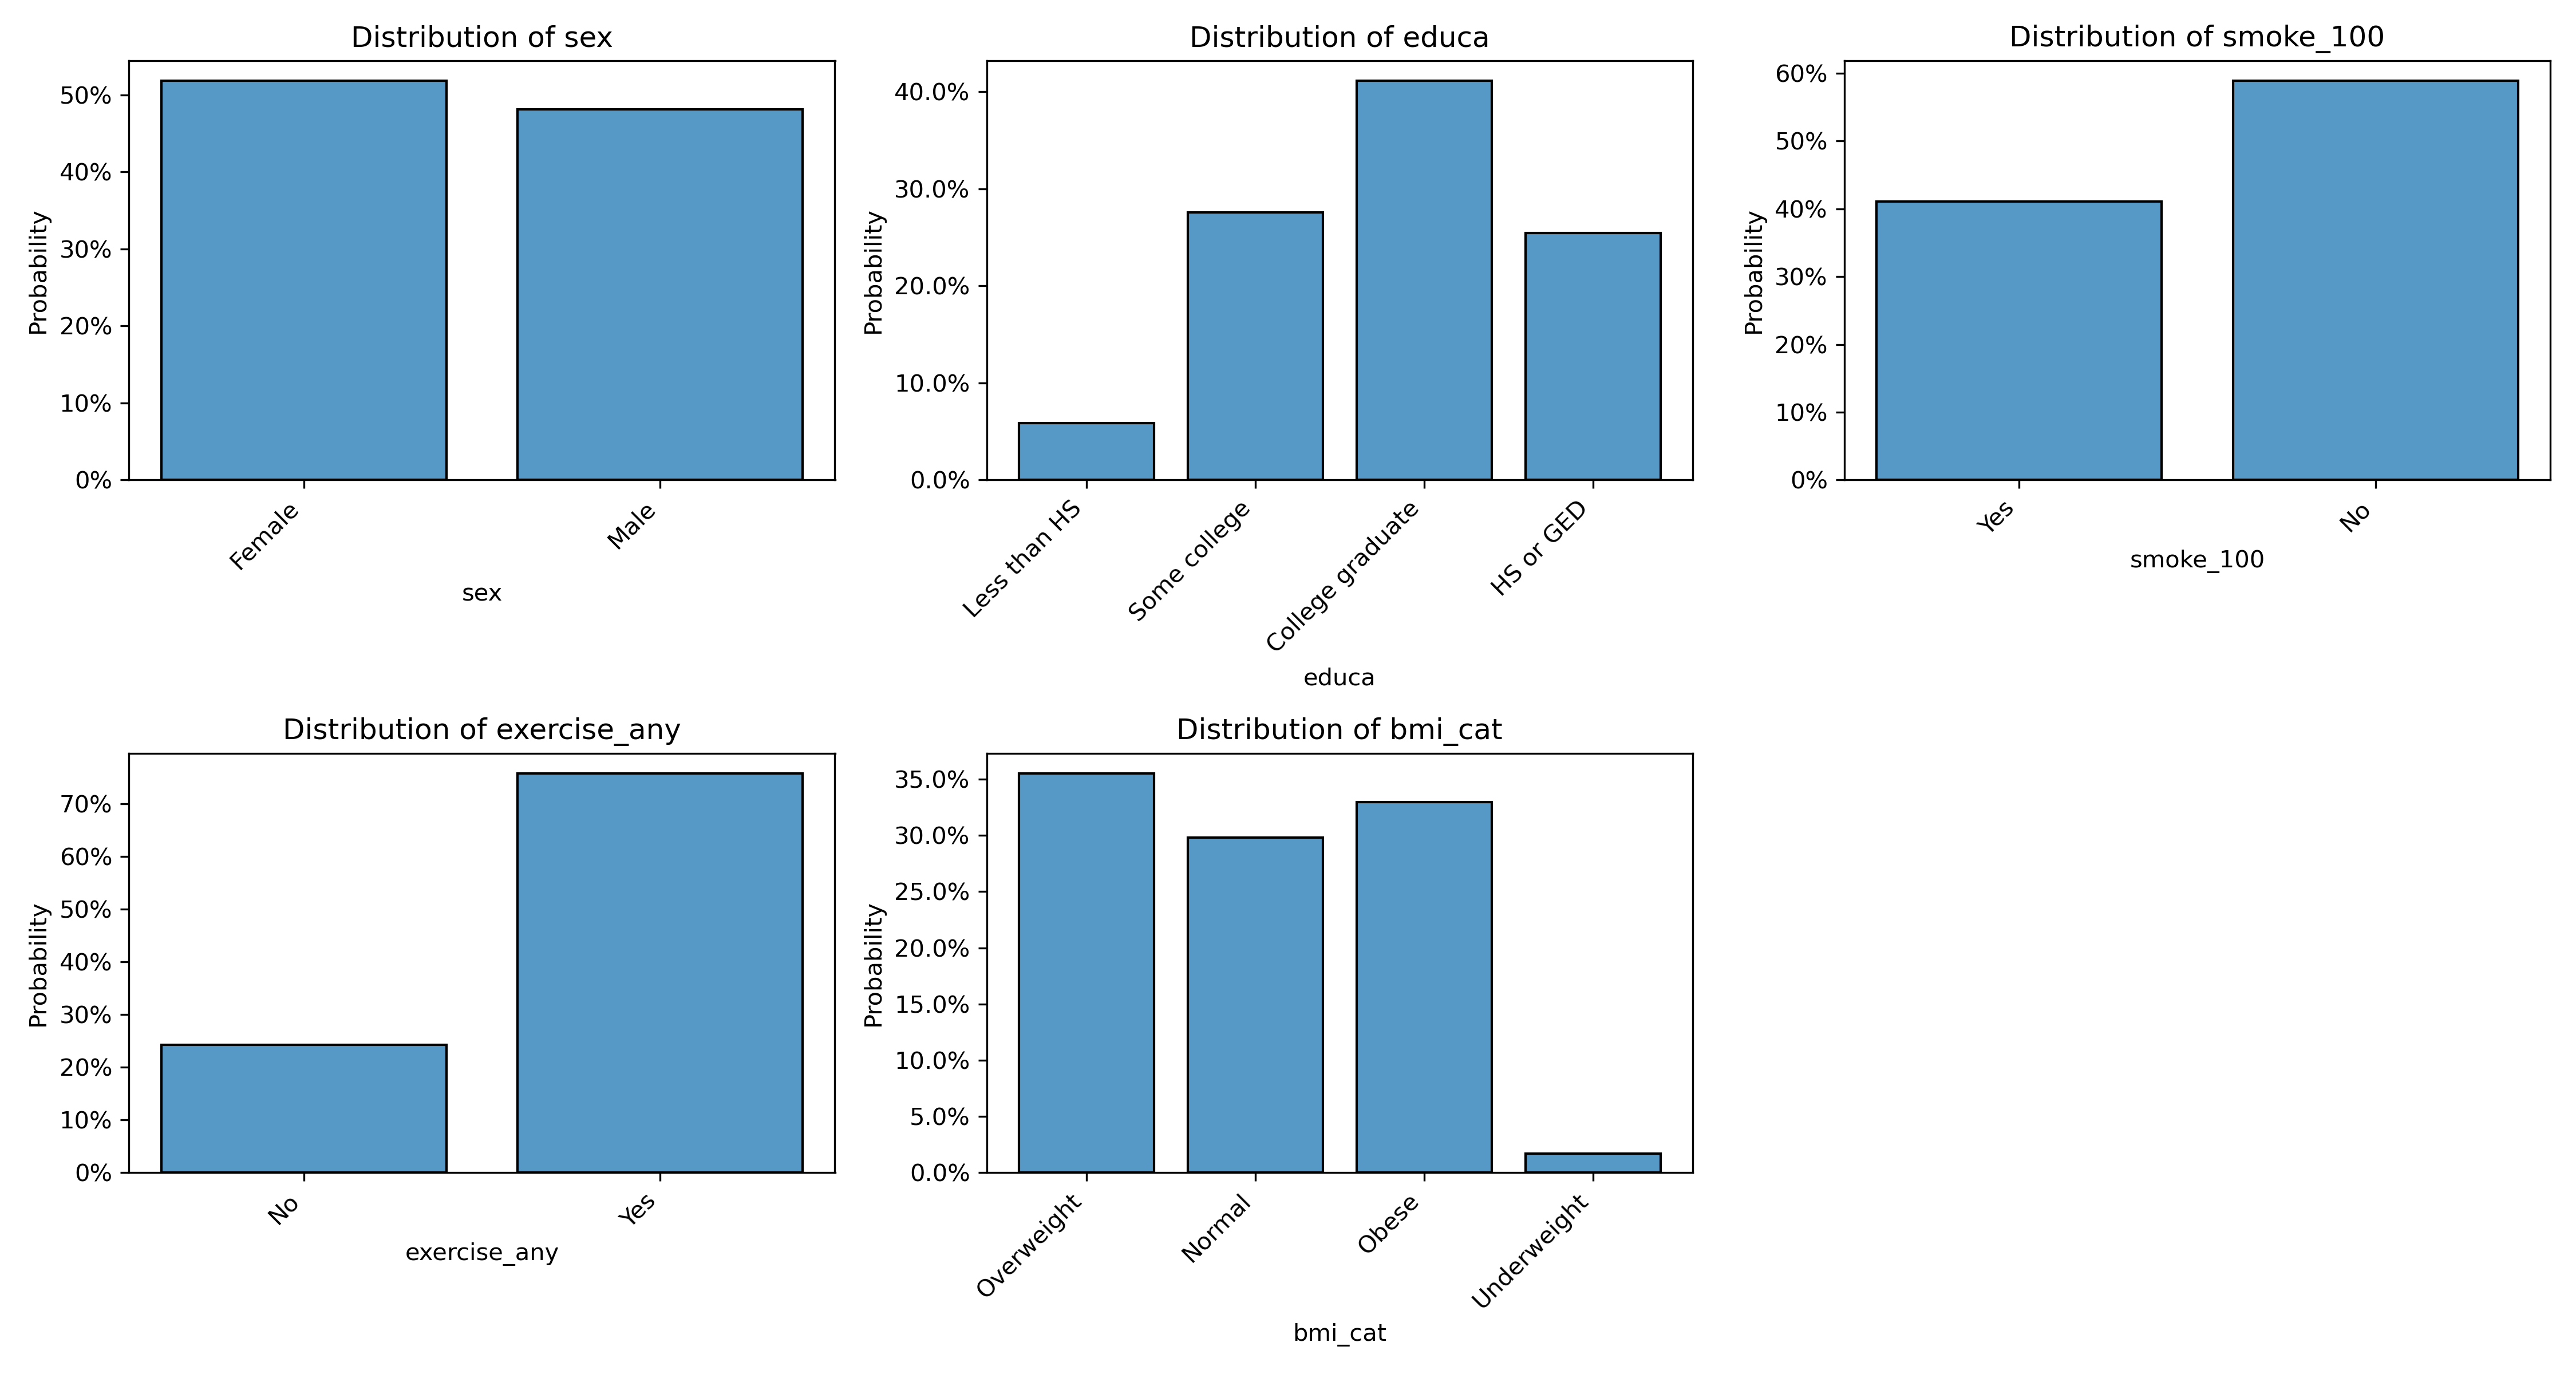 Distribution of sex
Probability
50%
40%
30%
20%
10%
0%
Female
Male
sex
Distribution of educa
Probability
40.0%
30.0%
20.0%
10.0%
0.0%
Less than HS
Some college
College graduate
HS or GED
educa
Distribution of smoke_100
Probability
60%
50%
40%
30%
20%
10%
0%
Yes
No
smoke_100
Distribution of exercise_any
Probability
70%
60%
50%
40%
30%
20%
10%
0%
No
Yes
exercise_any
Distribution of bmi_cat
Probability
35.0%
30.0%
25.0%
20.0%
15.0%
10.0%
5.0%
0.0%
Overweight
Normal
Obese
Underweight
bmi_cat